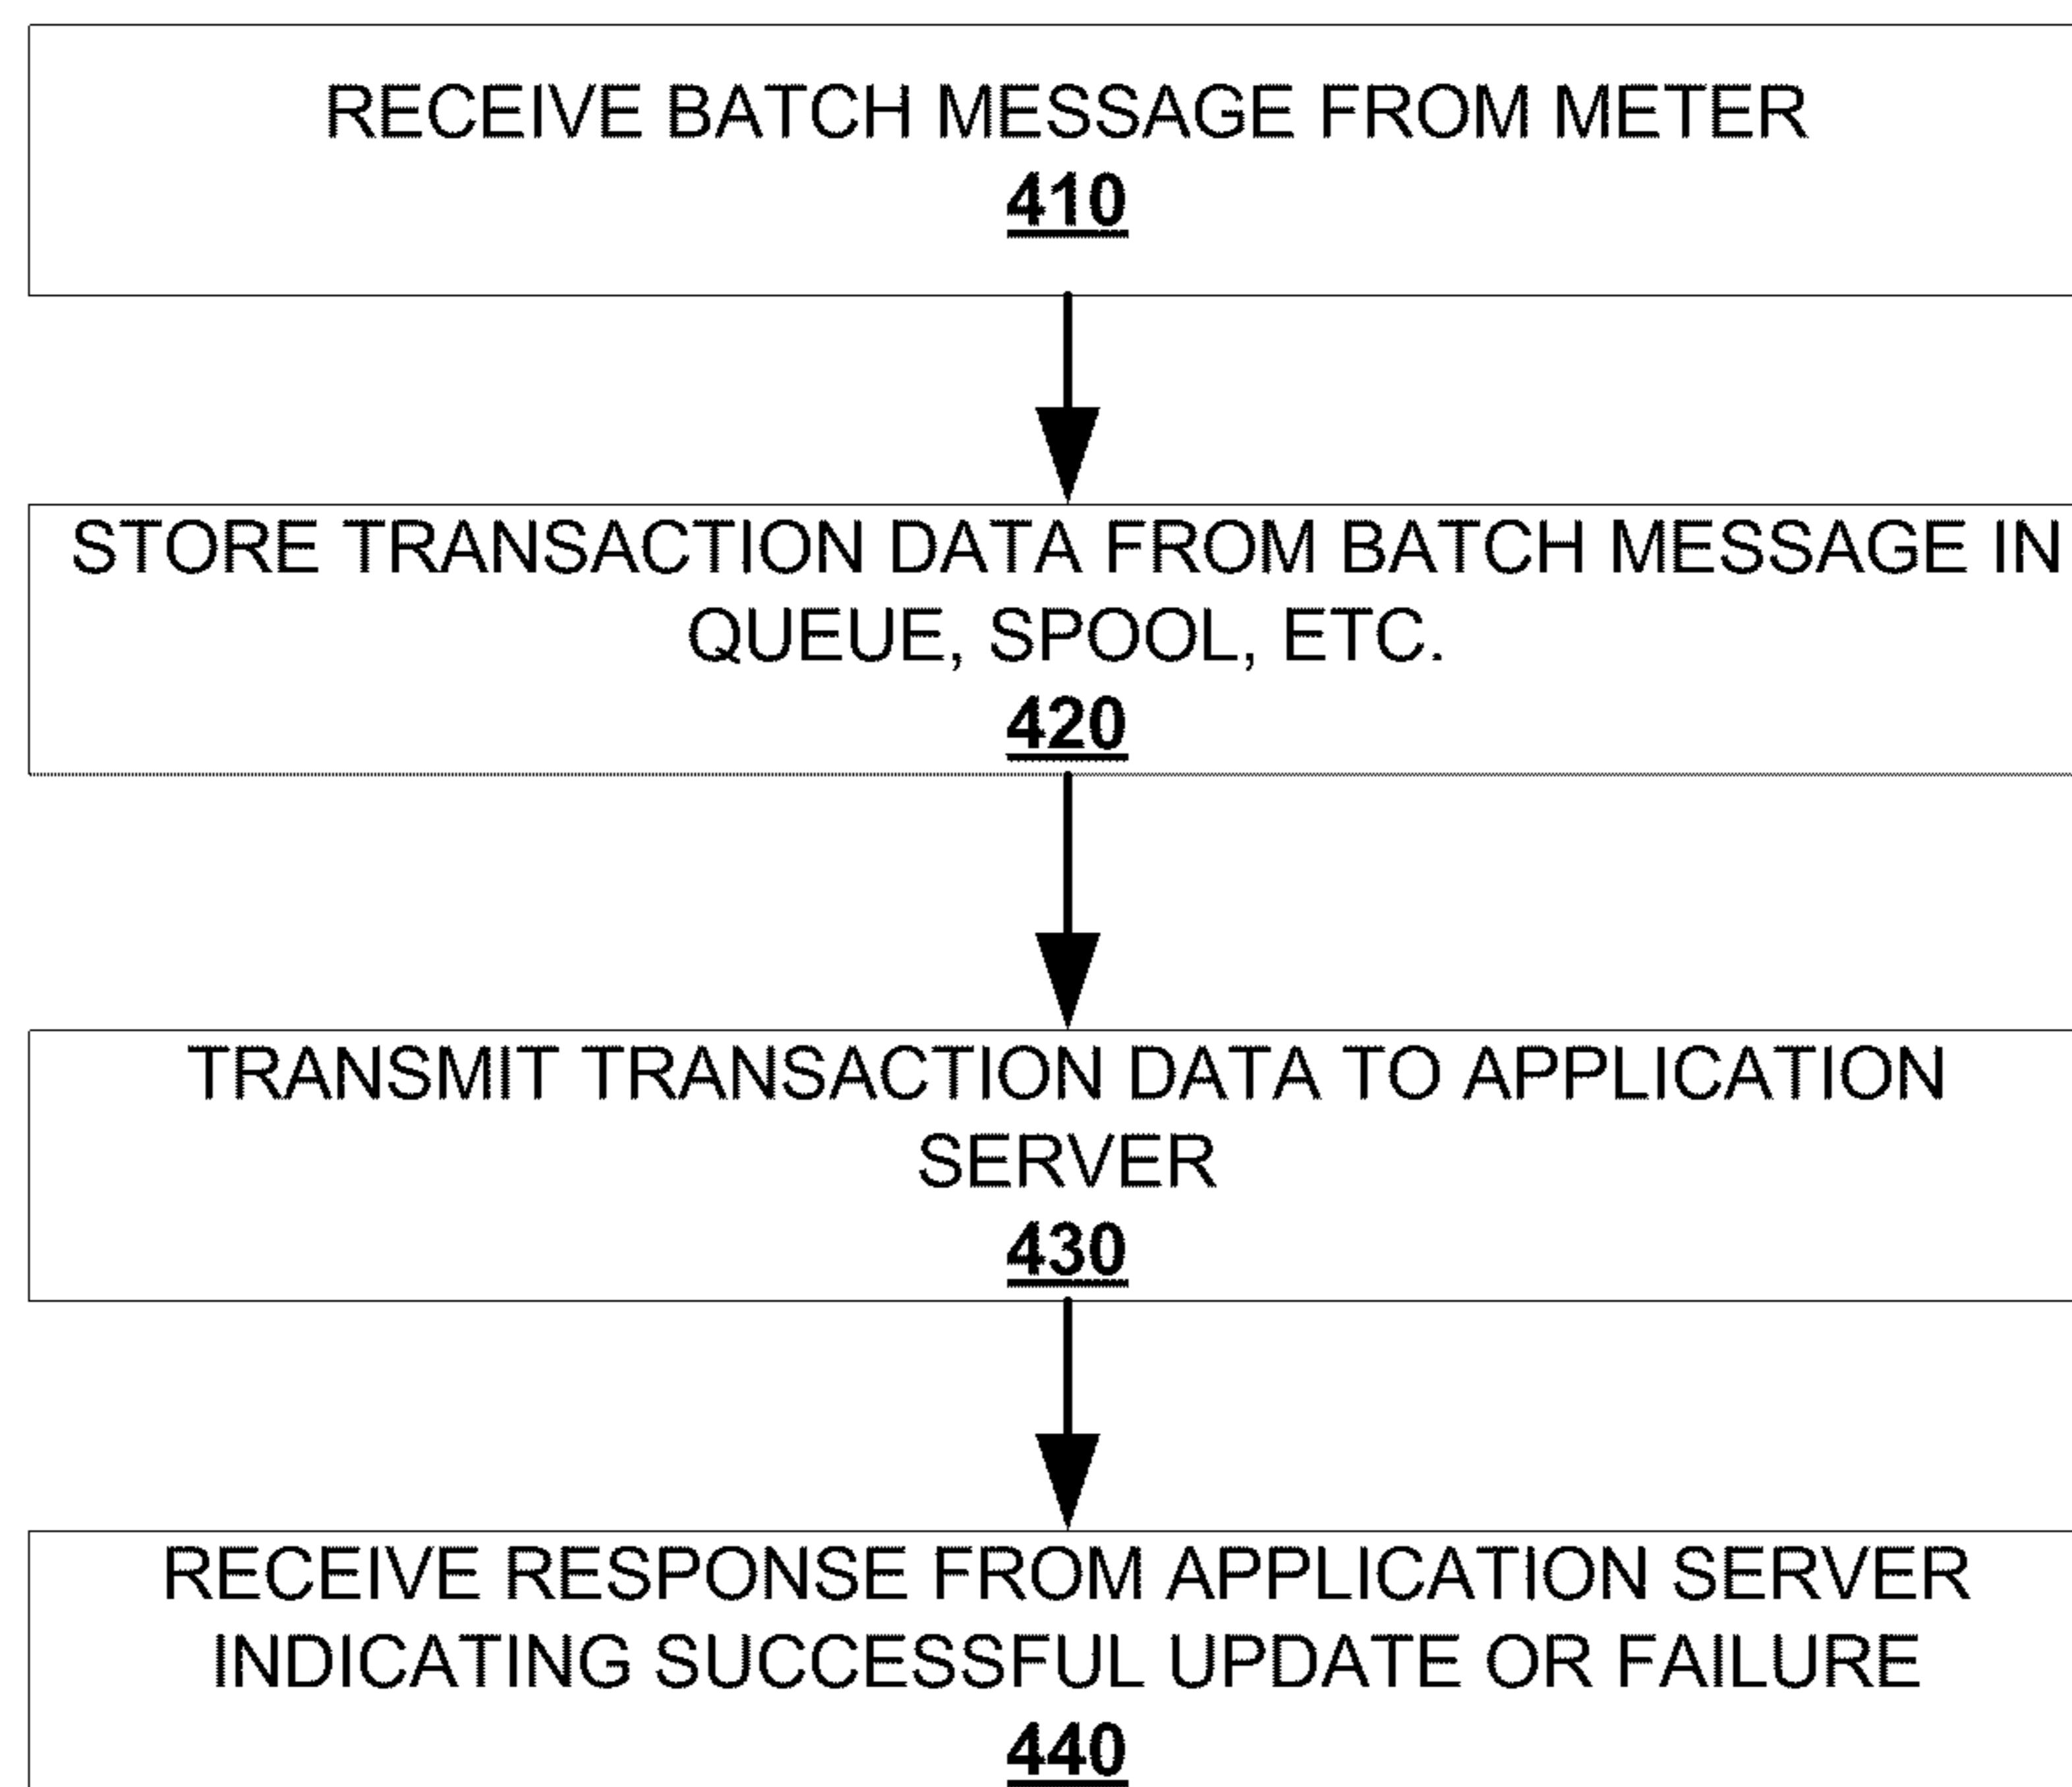 RECEIVE BATCH MESSAGE FROM METER
410
STORE TRANSACTION DATA FROM BATCH MESSAGE IN
QUEUE, SPOOL, ETC.
420
TRANSMIT TRANSACTION DATA TO APPLICATION
SERVER
430
RECEIVE RESPONSE FROM APPLICATION SERVER
INDICATING SUCCESSFUL UPDATE OR FAILURE
440